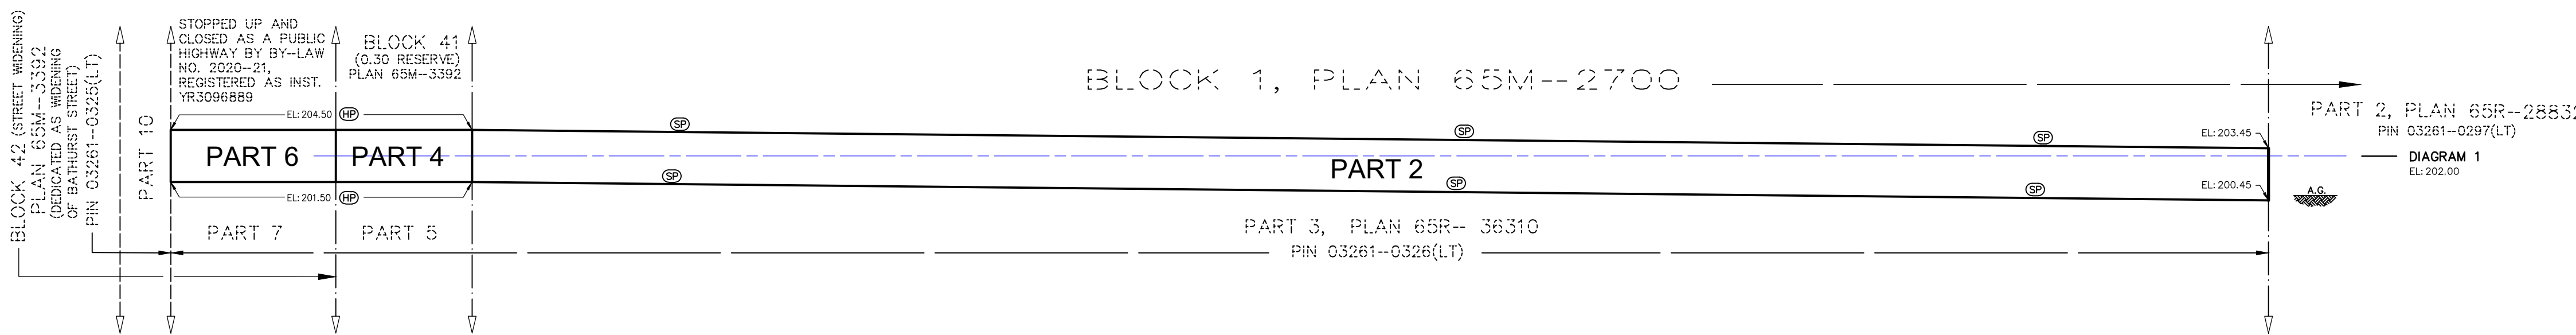 BLOCK 42 (STREET WIDENING)
PLAN 65M--3392
(DEDICATED AS WIDENING
OF BATHURST STREET)
PIN 03261--0325(LT)
PART 10
STOPPED UP AND
CLOSED AS A PUBLIC
HIGHWAY BY BY--LAW
NO. 2020--21,
REGISTERED AS INST.
YR3096889
BLOCK 41
(0.30 RESERVE)
PLAN 65M--3392
BLOCK 1, PLAN 65M--2700
PART 2, PLAN 65R--28832
PIN 03261--0297(LT)
EL: 204.50 HP
SP
SP
SP
EL: 203.45
PART 6
PART 4
PART 2
DIAGRAM 1
EL: 202.00
EL: 201.50 HP
SP
SP
SP
EL: 200.45
A.G.
PART 7
PART 5
PART 3, PLAN 65R-- 36310
PIN 03261--0326(LT)